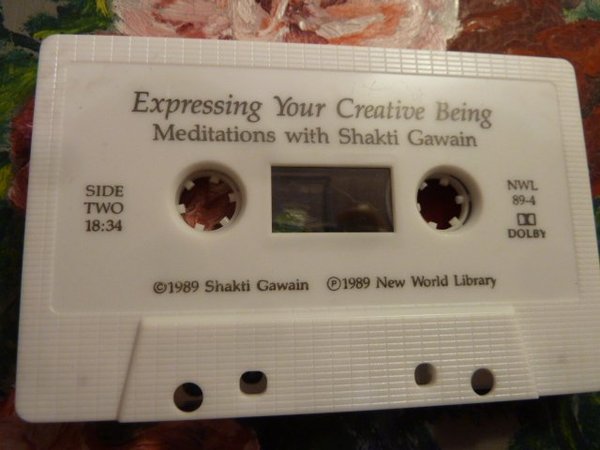 Expressing Your Creative Being
Meditations with Shakti Gawain
SIDE
TWO
18:34
NWL
89-4
DOLBY
©1989 Shakti Gawain ℗1989 New World Library